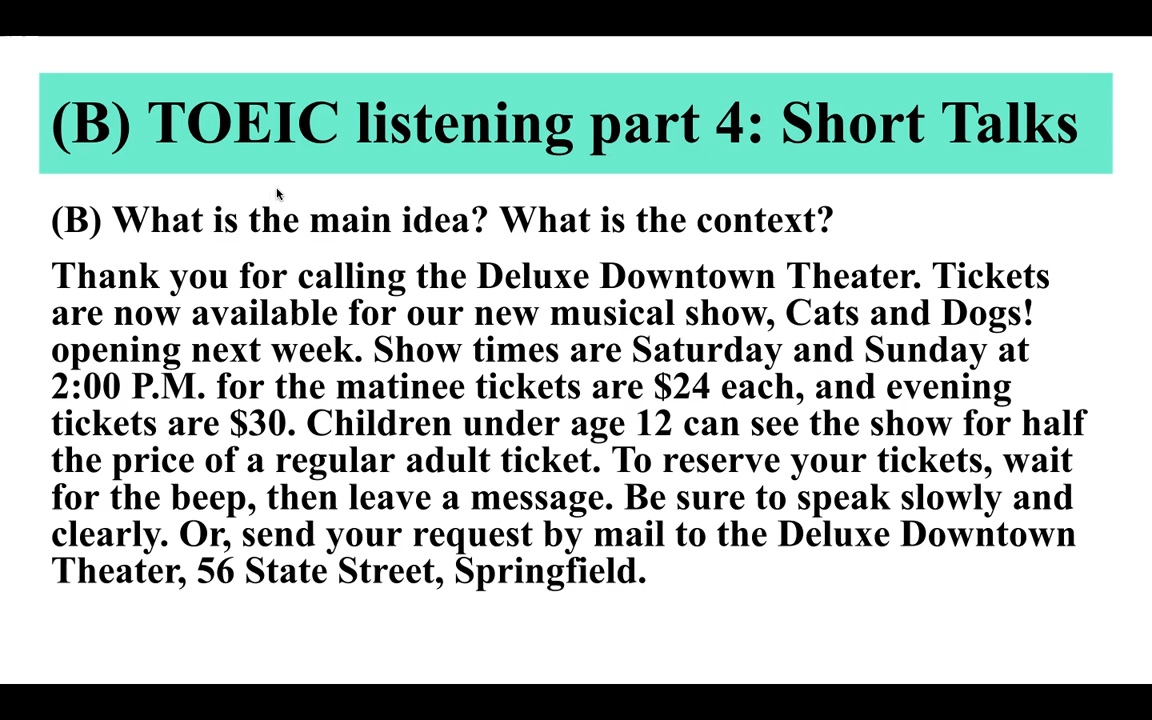 (B) TOEIC listening part 4: Short Talks
(B) What is the main idea? What is the context?
Thank you for calling the Deluxe Downtown Theater. Tickets
are now available for our new musical show, Cats and Dogs!
opening next week. Show times are Saturday and Sunday at
2:00 P.M. for the matinee tickets are $24 each, and evening
tickets are $30. Children under age 12 can see the show for half
the price of a regular adult ticket. To reserve your tickets, wait
for the beep, then leave a message. Be sure to speak slowly and
clearly. Or, send your request by mail to the Deluxe Downtown
Theater, 56 State Street, Springfield.